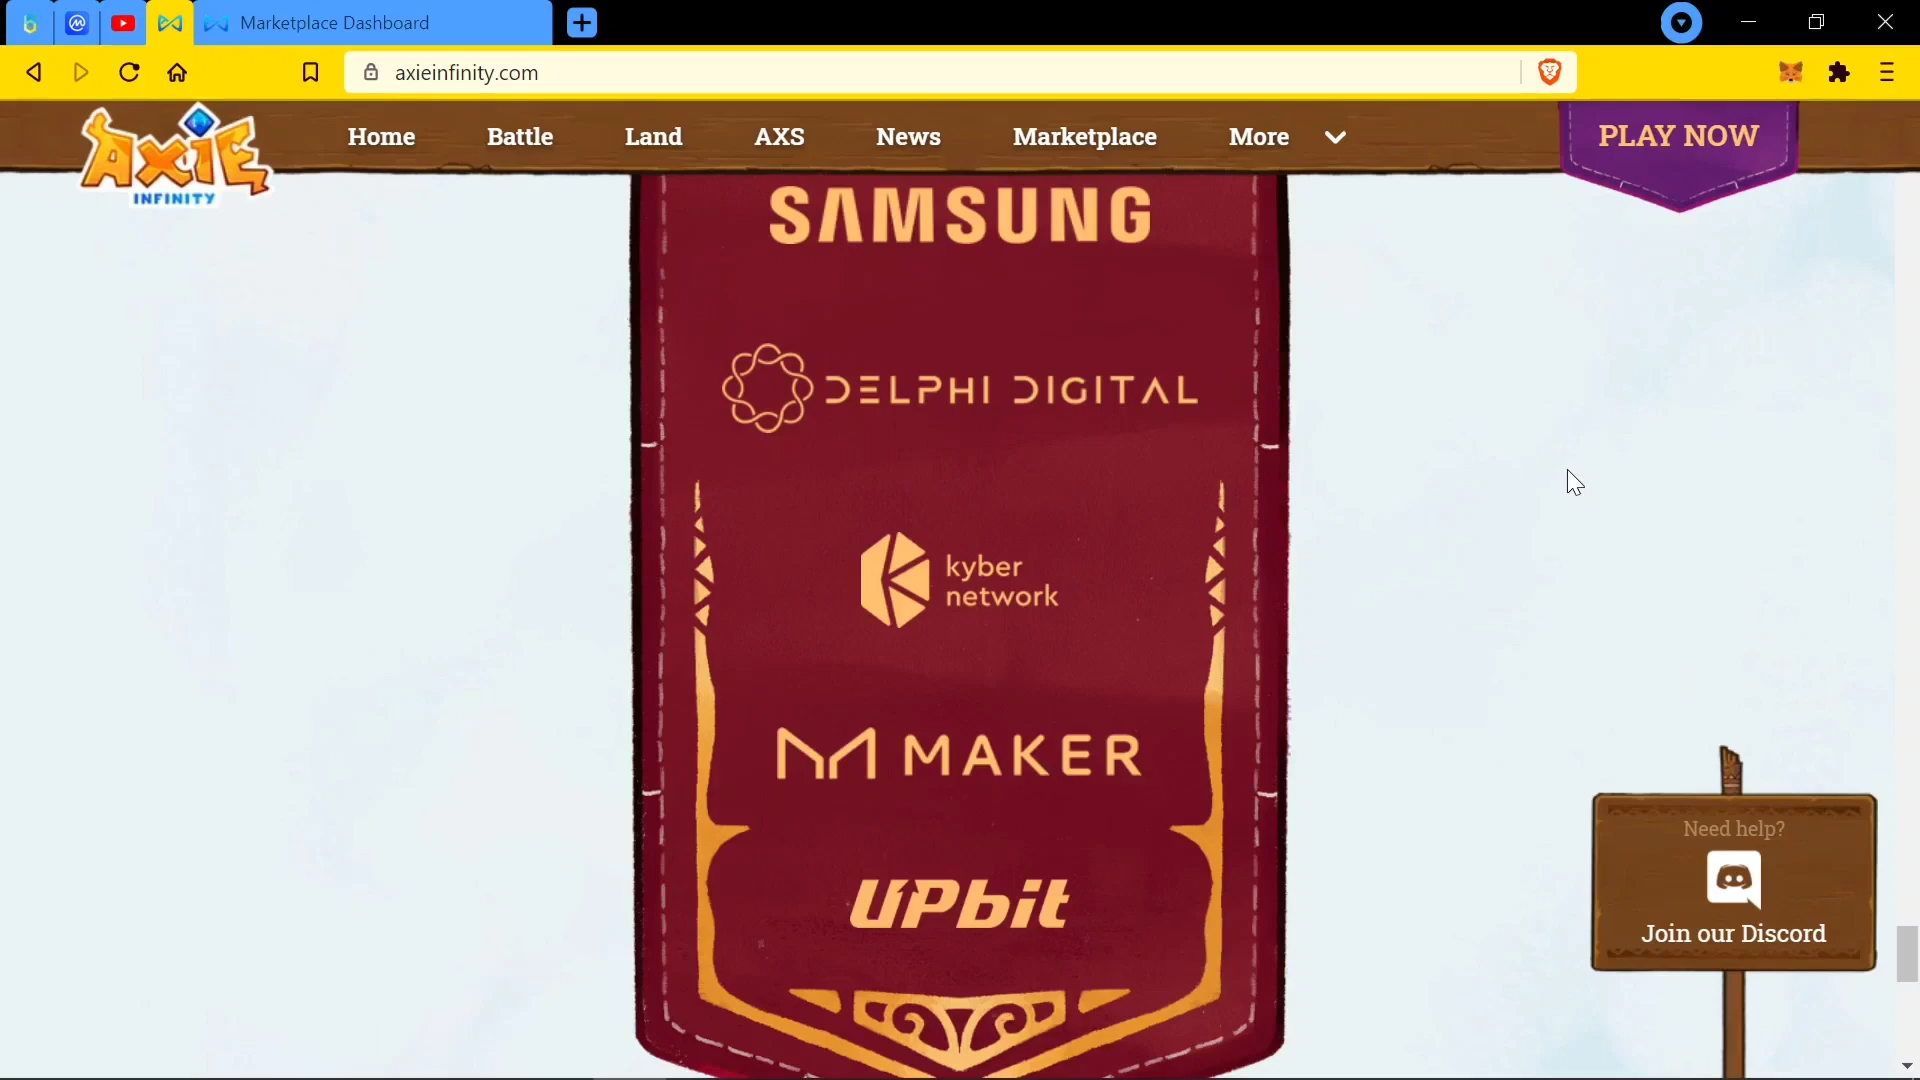 Marketplace Dashboard
axieinfinity.com
AXIE
INFINITY
Home
Battle
Land
AXS
News
Marketplace
More
PLAY NOW
SAMSUNG
DELPHI DIGITAL
kyber
network
MAKER
UPbit
Need help?
Join our Discord